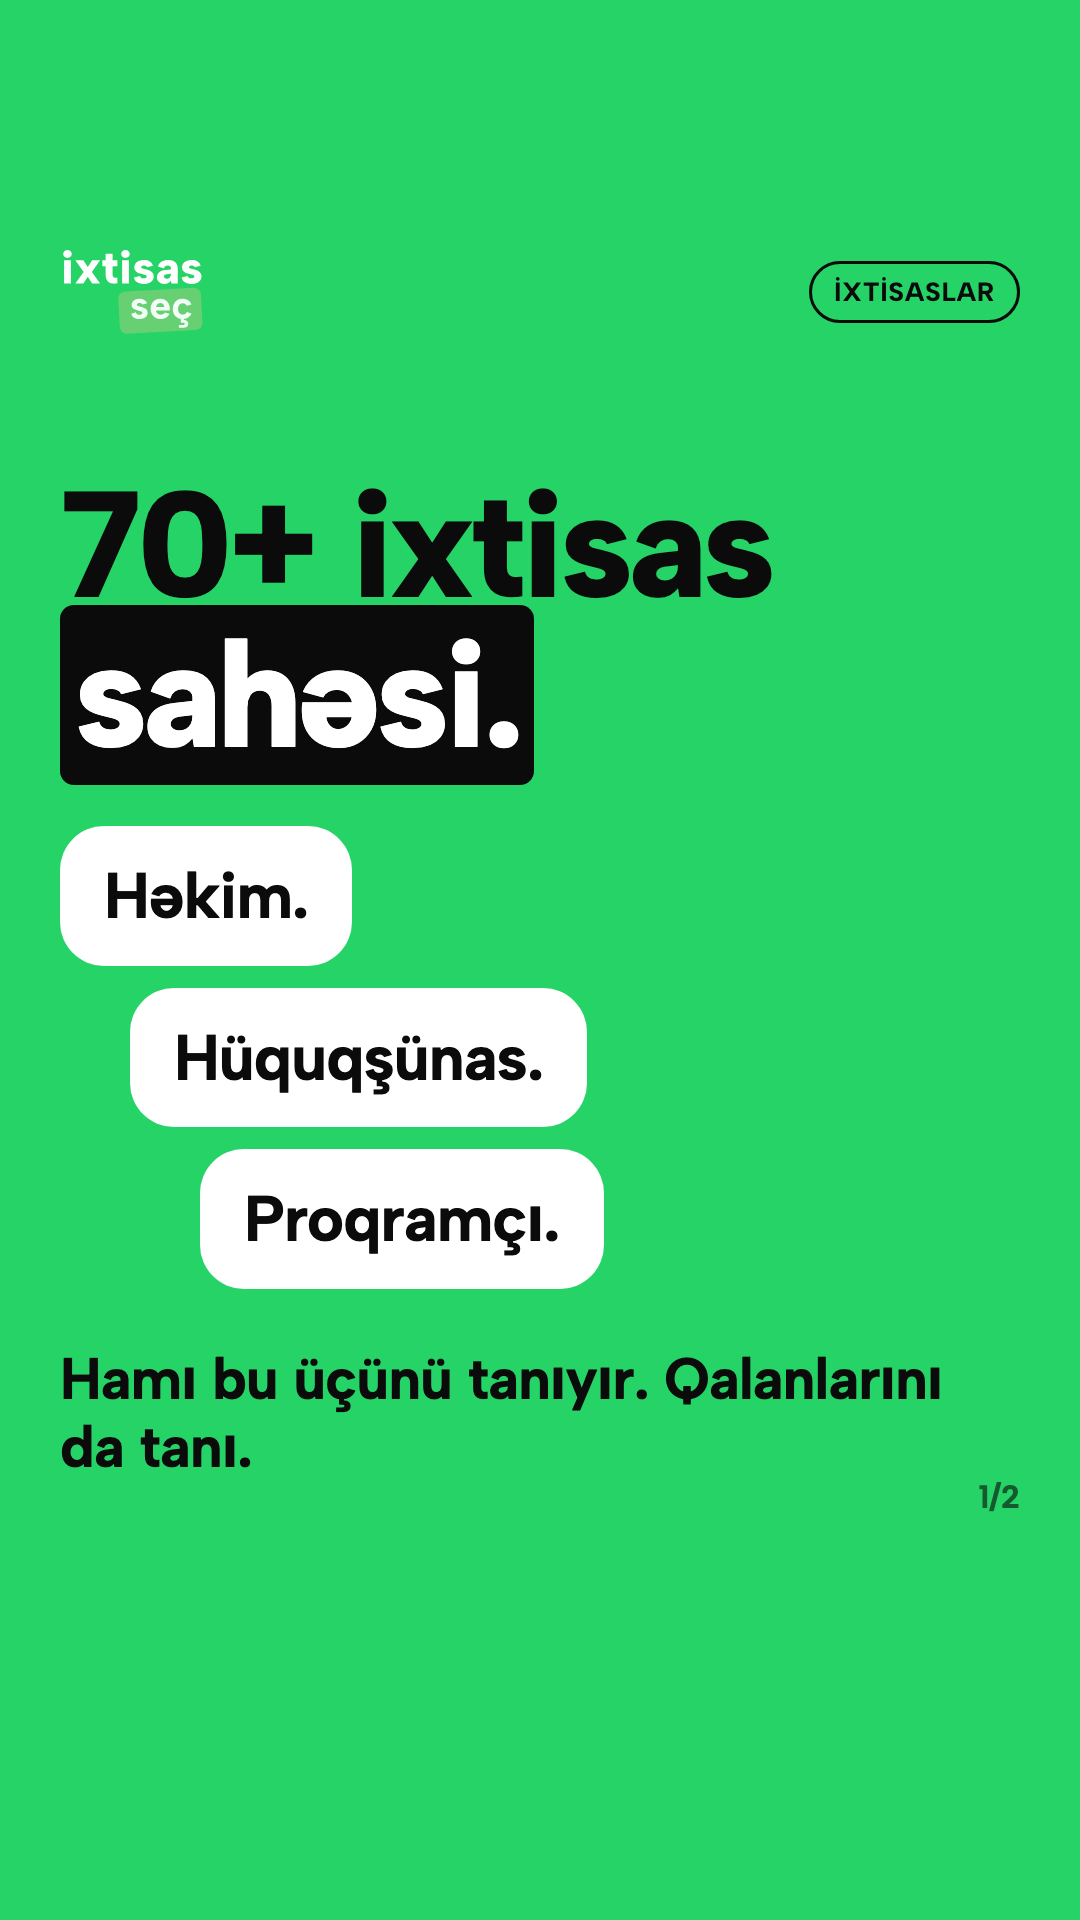 ixtisas
seç
İXTİSASLAR
70+ ixtisas
sahəsi.
Həkim.
Hüquqşünas.
Proqramçı.
Hamı bu üçünü tanıyır. Qalanlarını
da tanı.
1/2